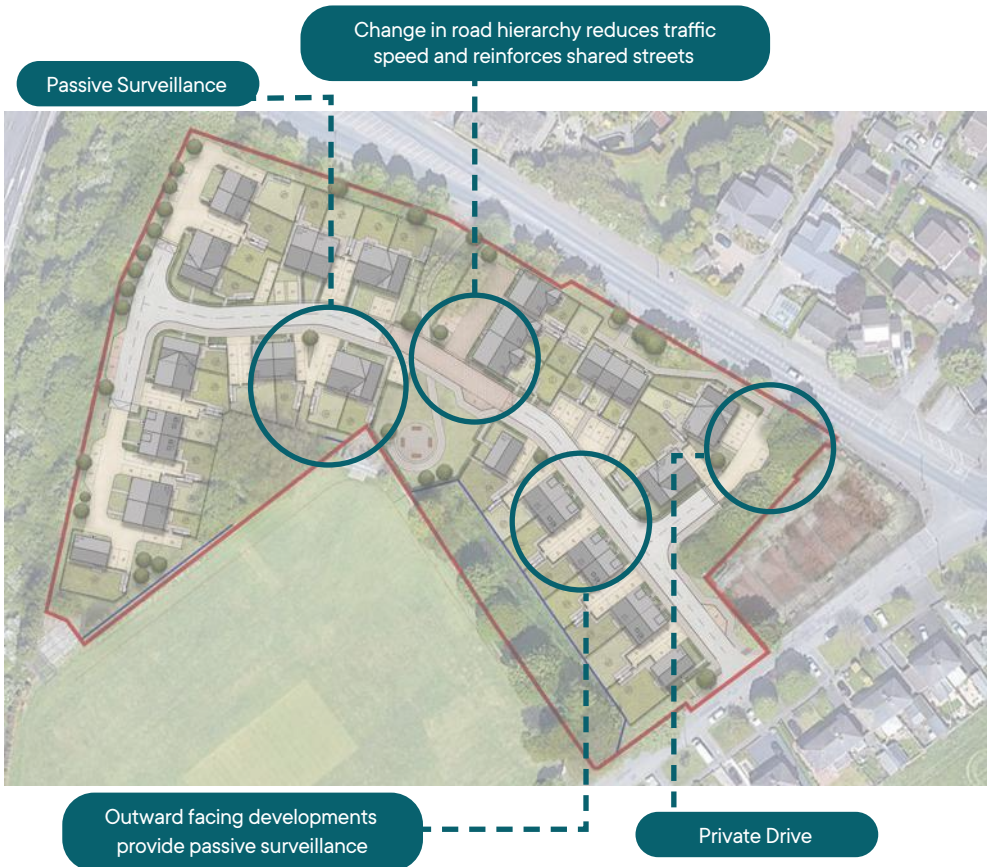 Change in road hierarchy reduces traffic
speed and reinforces shared streets
Passive Surveillance
Outward facing developments
provide passive surveillance
Private Drive